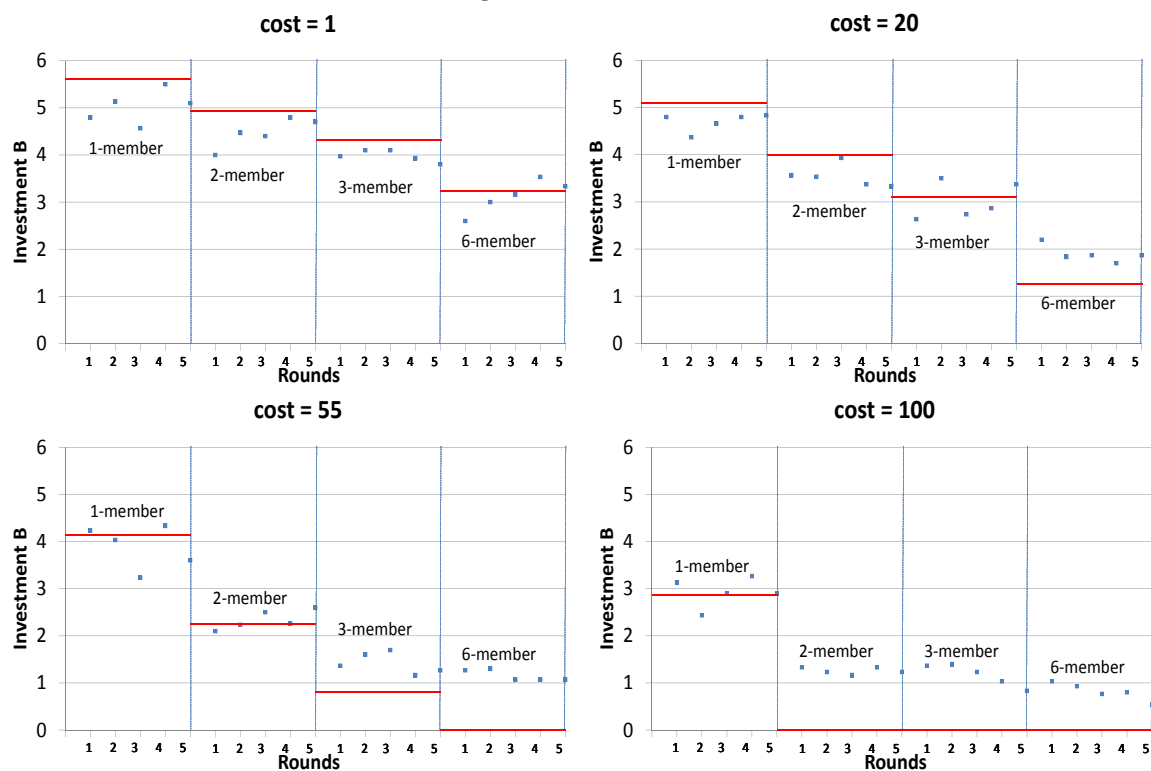 cost = 1
Investment B
6
5
4
3
2
1
0
1-member
2-member
3-member
6-member
1 2 3 4 5 1 2 3 4 5 1 2 3 4 5 1 2 3 4 5
Rounds
cost = 20
Investment B
6
5
4
3
2
1
0
1-member
2-member
3-member
6-member
1 2 3 4 5 1 2 3 4 5 1 2 3 4 5 1 2 3 4 5
Rounds
cost = 55
Investment B
6
5
4
3
2
1
0
1-member
2-member
3-member
6-member
1 2 3 4 5 1 2 3 4 5 1 2 3 4 5 1 2 3 4 5
Rounds
cost = 100
Investment B
6
5
4
3
2
1
0
1-member
2-member
3-member
6-member
1 2 3 4 5 1 2 3 4 5 1 2 3 4 5 1 2 3 4 5
Rounds